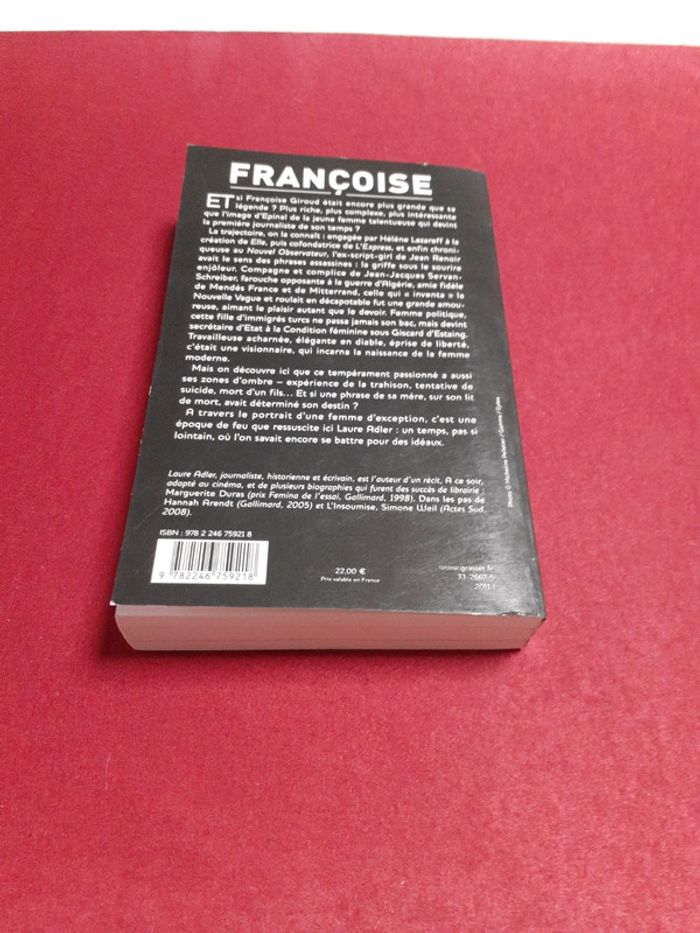 FRANÇOISE
ET si Françoise Giroud était encore plus grande que sa
légende ? Plus riche, plus complexe, plus intéressante
que l'image d'Epinal de la jeune femme talentueuse qui devint
la première journaliste de son temps ?
La trajectoire, on la connaît : engagée par Hélène Lazareff à la
création de Elle, puis cofondatrice de L'Express, et enfin chroni-
queuse au Nouvel Observateur, l'ex-script-girl de Jean Renoir
avait le sens des phrases assassines : la griffe sous le sourire
enjôleur. Compagne et complice de Jean-Jacques Servan-
Schreiber, farouche opposante à la guerre d'Algérie, amie fidèle
de Mendès France et de Mitterrand, celle qui « inventa » la
Nouvelle Vague et roulait en décapotable fut une grande amou-
reuse, aimant le plaisir autant que le devoir. Femme politique,
cette fille d'immigrés turcs ne passa jamais son bac, mais devint
secrétaire d'Etat à la Condition féminine sous Giscard d'Estaing.
Travailleuse acharnée, élégante en diable, éprise de liberté,
c'était une visionnaire, qui incarna la naissance de la femme
moderne.
Mais on découvre ici que ce tempérament passionné a aussi
ses zones d'ombre – expérience de la trahison, tentative de
suicide, mort d'un fils... Et si une phrase de sa mère, sur son lit
de mort, avait déterminé son destin ?
A travers le portrait d'une femme d'exception, c'est une
époque de feu que ressuscite ici Laure Adler : un temps, pas si
lointain, où l'on savait encore se battre pour des idéaux.
Laure Adler, journaliste, historienne et écrivain, est l'auteur d'un récit, A ce soir,
adapté au cinéma, et de plusieurs biographies qui furent des succès de librairie :
Marguerite Duras (prix Femina de l'essai, Gallimard, 1998), Dans les pas de
Hannah Arendt (Gallimard, 2005) et L'Insoumise, Simone Weil (Actes Sud,
2008).
ISBN : 978 2 246 75921 8
9 782246 759218
22,00 €
Prix valable en France
www.grasset.fr
2011.1